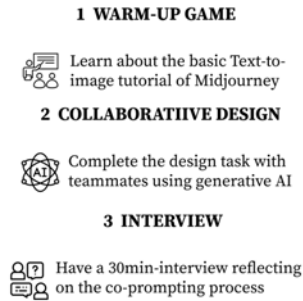 1 WARM-UP GAME
Learn about the basic Text-to-
image tutorial of Midjourney
2 COLLABORATIIVE DESIGN
AI
Complete the design task with
teammates using generative AI
3 INTERVIEW
?
Have a 30min-interview reflecting
on the co-prompting process